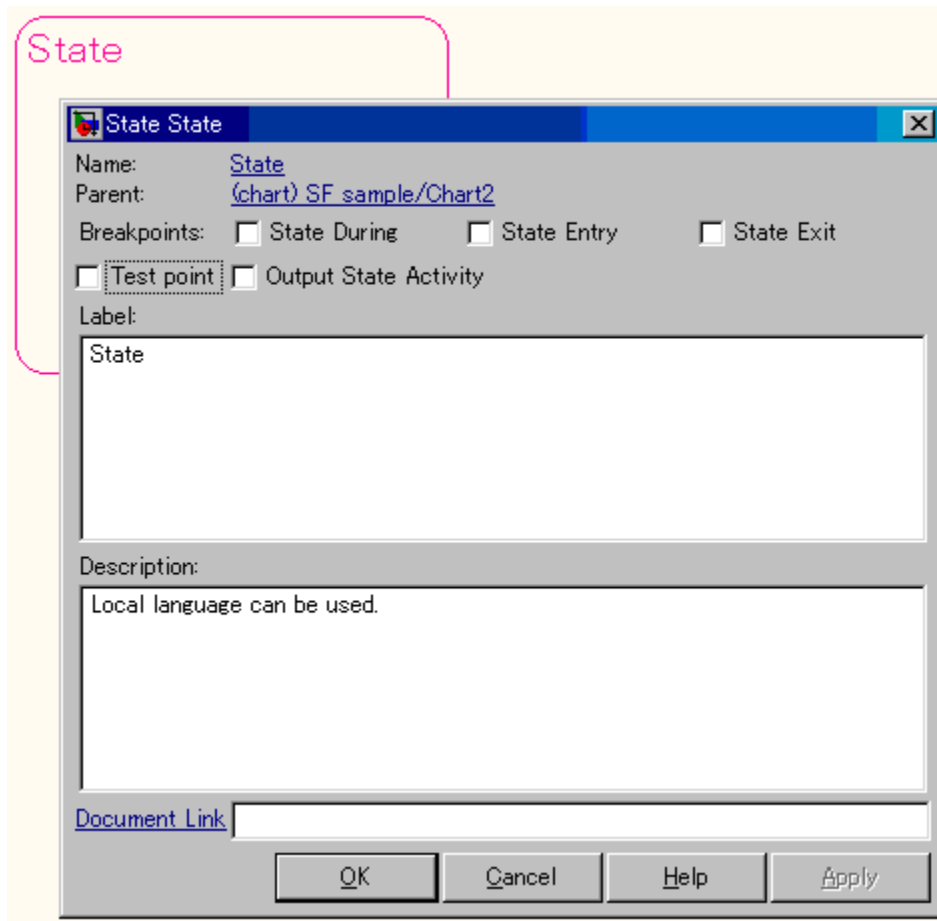 State
State State
Name: State
Parent: (chart) SF sample/Chart2
Breakpoints: State During State Entry State Exit
Test point Output State Activity
Label:
State
Description:
Local language can be used.
Document Link
OK Cancel Help Apply